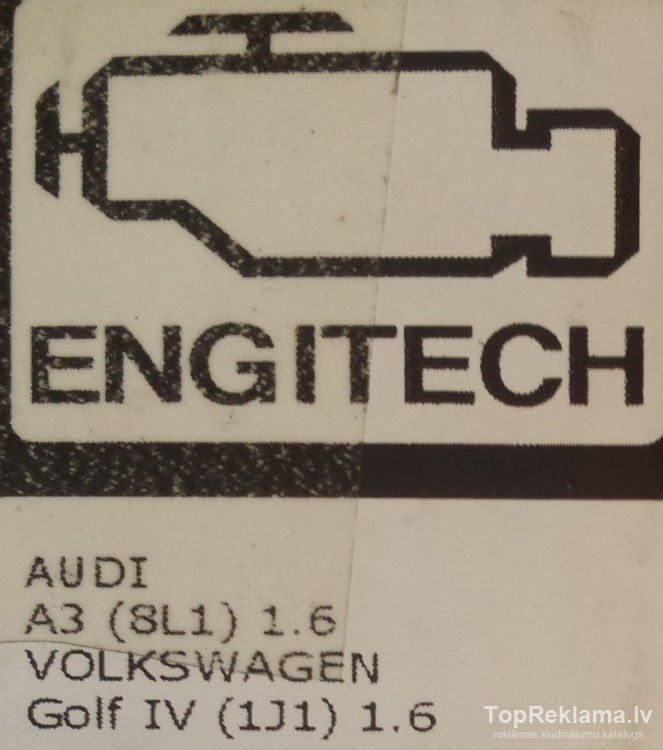 ENGITECH
AUDI
A3 (8L1) 1.6
VOLKSWAGEN
Golf IV (1J1) 1.6
TopReklama.lv
reklāmas sludinājumu katalogs